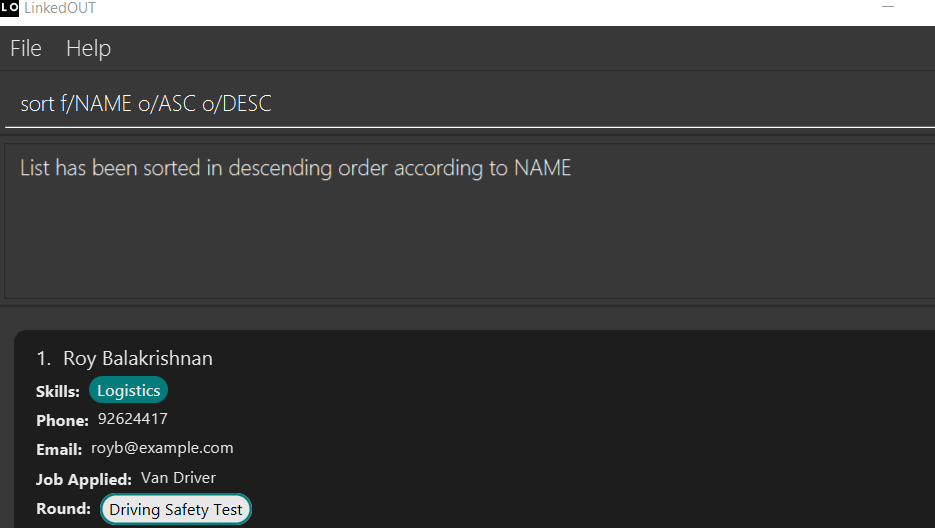 LO LinkedOUT
File Help
sort f/NAME o/ASC o/DESC
List has been sorted in descending order according to NAME
1. Roy Balakrishnan
Skills: Logistics
Phone: 92624417
Email: royb@example.com
Job Applied: Van Driver
Round: Driving Safety Test